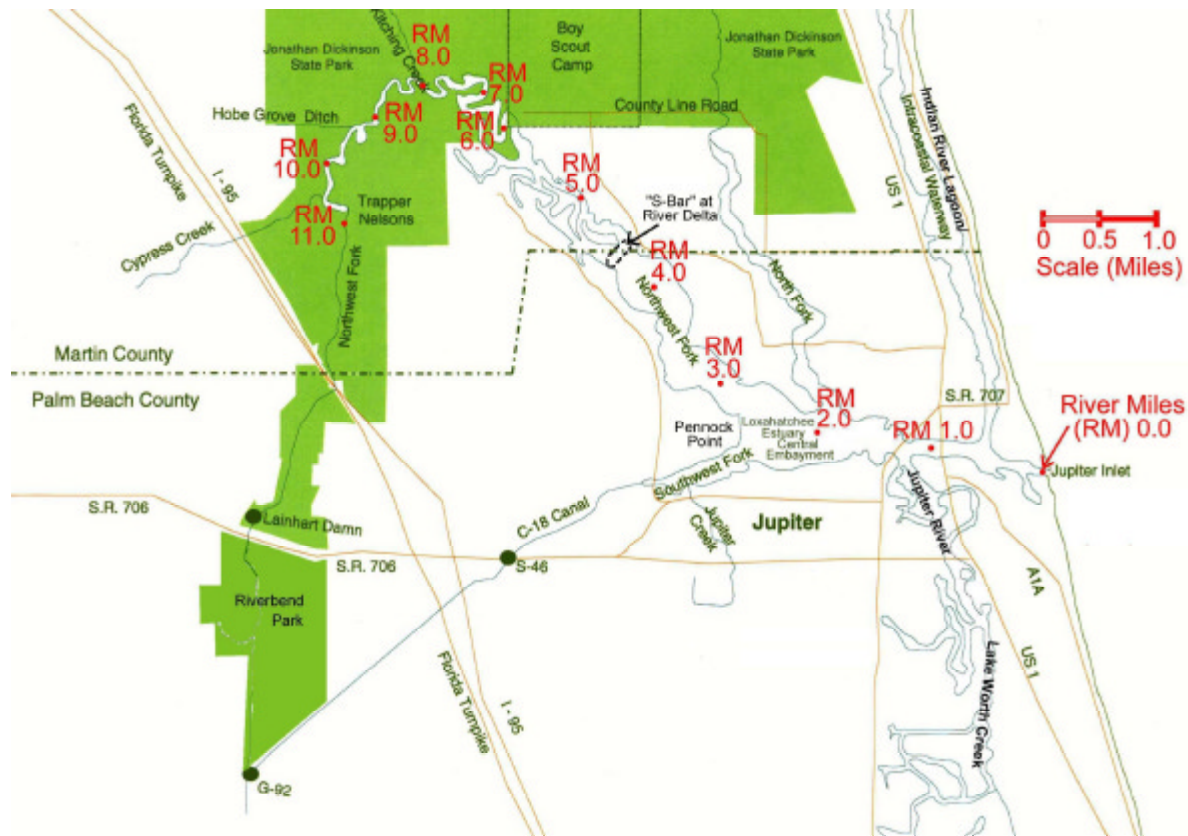 Kitching Creek
RM
8.0
Jonathan Dickinson
State Park
Boy
Scout
Camp
Jonathan Dickinson
State Park
Florida Turnpike
I - 95
Hobe Grove Ditch
RM
9.0
RM
7.0
RM
6.0
County Line Road
US 1
Intracoastal Waterway
Indian River Lagoon/
RM
10.0
RM
5.0
"S-Bar" at
River Delta
Trapper
Nelsons
RM
11.0
Cypress Creek
Northwest Fork
RM
4.0
Northwest Fork
North Fork
0 0.5 1.0
Scale (Miles)
Martin County
Palm Beach County
RM
3.0
RM
2.0
S.R. 707
River Miles
(RM) 0.0
Pennock
Point
Loxahatchee
Estuary
Central
Embayment
RM 1.0
Jupiter Inlet
Southwest Fork
Jupiter River
S.R. 706
Lainhart Damn
C-18 Canal
Jupiter
Creek
Jupiter
S.R. 706
S-46
A1A
Riverbend
Park
Florida Turnpike
I - 95
Lake Worth Creek
US 1
G-92